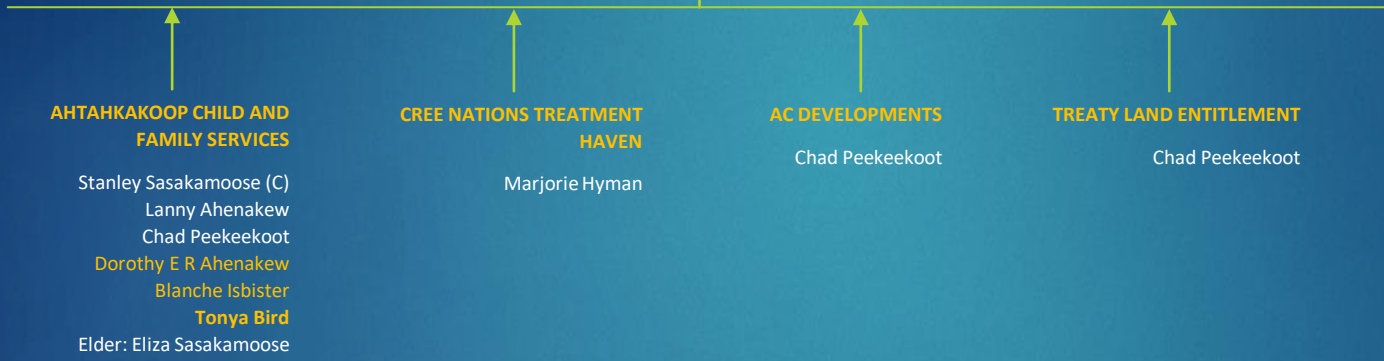 AHTAHKAKOOP CHILD AND
FAMILY SERVICES
Stanley Sasakamoose (C)
Lanny Ahenakew
Chad Peekeekoot
Dorothy E R Ahenakew
Blanche Isbister
Tonya Bird
Elder: Eliza Sasakamoose
CREE NATIONS TREATMENT
HAVEN
Marjorie Hyman
AC DEVELOPMENTS
Chad Peekeekoot
TREATY LAND ENTITLEMENT
Chad Peekeekoot